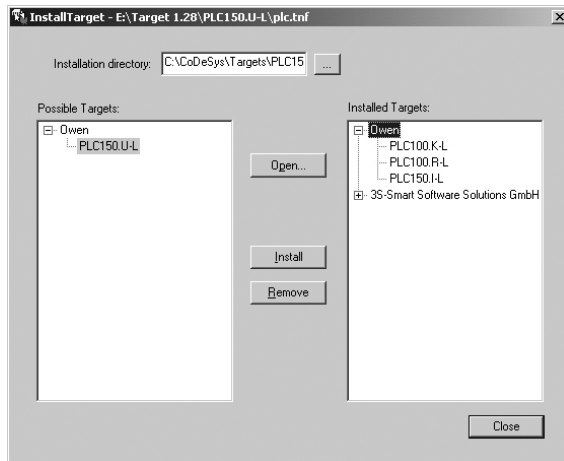 InstallTarget - E:\Target 1.28\PLC150.U-L\plc.tnf
Installation directory: C:\CoDeSys\Targets\PLC15 ...
Possible Targets:
Owen
PLC150.U-L
Open...
Install
Remove
Installed Targets:
Owen
PLC100.K-L
PLC100.R-L
PLC150.I-L
3S-Smart Software Solutions GmbH
Close